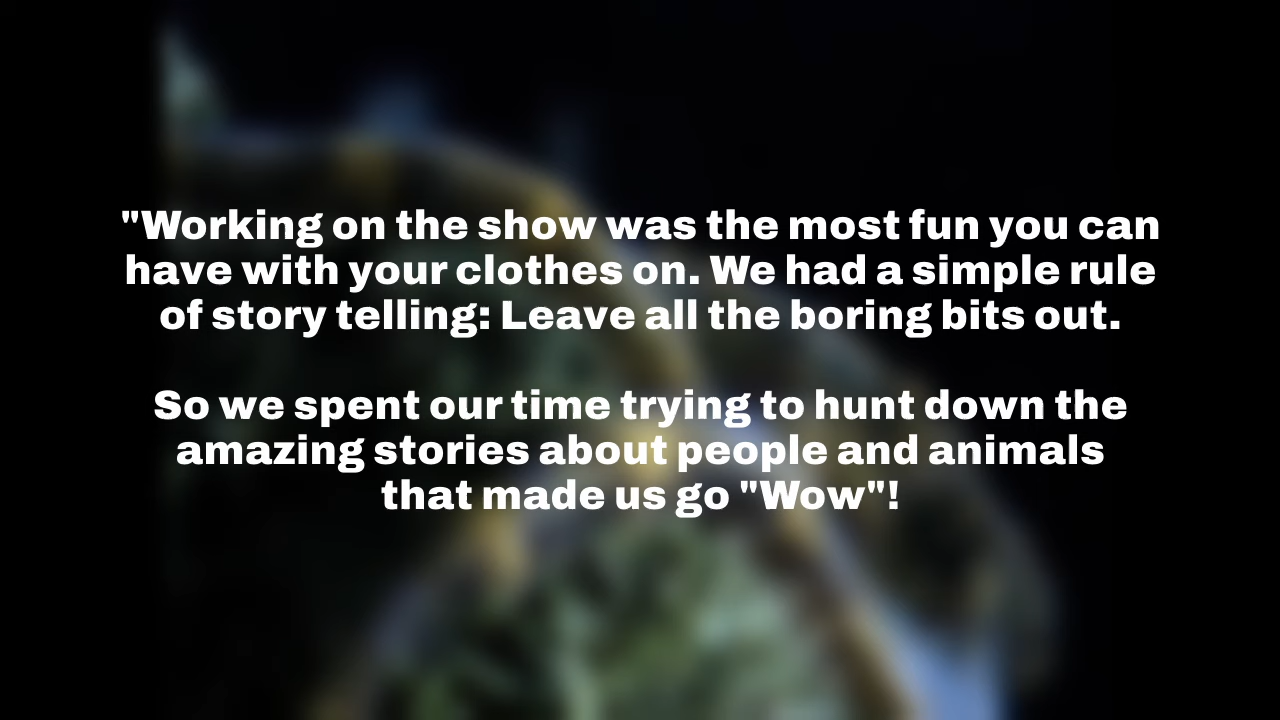 "Working on the show was the most fun you can
have with your clothes on. We had a simple rule
of story telling: Leave all the boring bits out.
So we spent our time trying to hunt down the
amazing stories about people and animals
that made us go "Wow"!